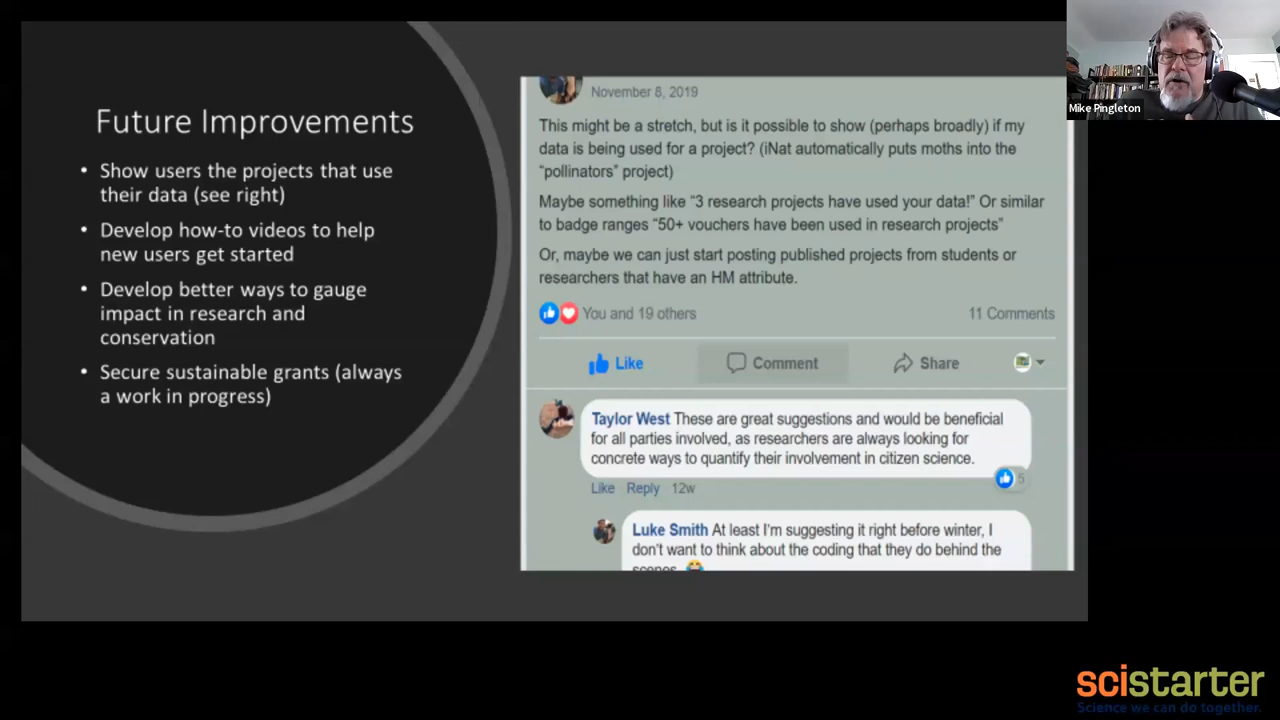 Mike Pingleton
Future Improvements
• Show users the projects that use
their data (see right)
• Develop how-to videos to help
new users get started
• Develop better ways to gauge
impact in research and
conservation
• Secure sustainable grants (always
a work in progress)
November 8, 2019
This might be a stretch, but is it possible to show (perhaps broadly) if my
data is being used for a project? (iNat automatically puts moths into the
“pollinators” project)
Maybe something like “3 research projects have used your data!” Or similar
to badge ranges “50+ vouchers have been used in research projects”
Or, maybe we can just start posting published projects from students or
researchers that have an HM attribute.
You and 19 others 11 Comments
Like Comment Share
Taylor West These are great suggestions and would be beneficial
for all parties involved, as researchers are always looking for
concrete ways to quantify their involvement in citizen science.
5
Like Reply 12w
Luke Smith At least I'm suggesting it right before winter, I
don't want to think about the coding that they do behind the
scenes 😂
scistarter
Science we can do together.